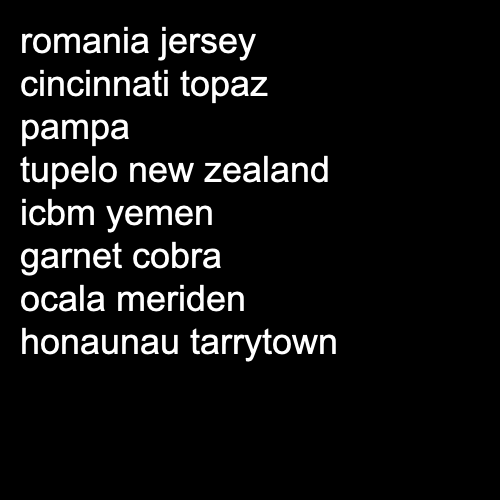 romania jersey
cincinnati topaz
pampa
tupelo new zealand
icbm yemen
garnet cobra
ocala meriden
honaunau tarrytown